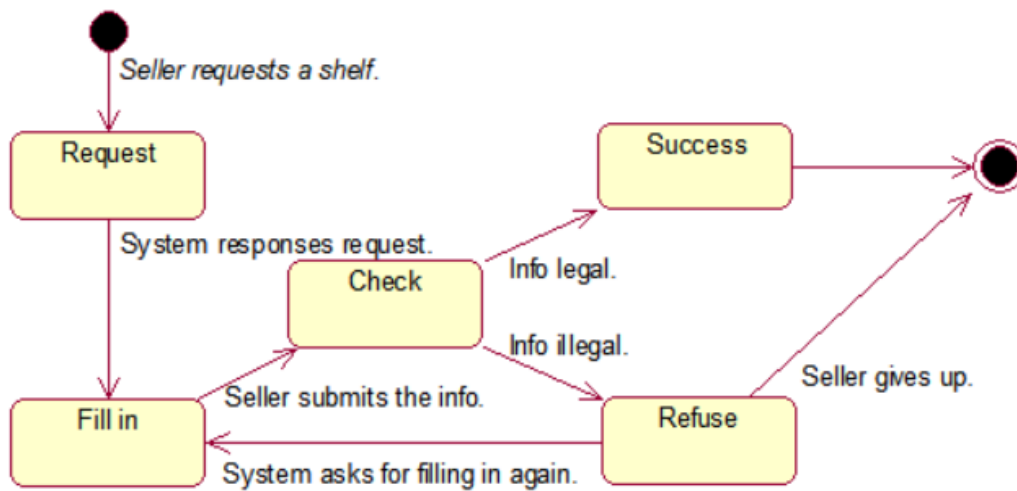 Seller requests a shelf.
Request
Success
System responses request.
Check
Info legal.
Info illegal.
Seller gives up.
Seller submits the info.
Fill in
Refuse
System asks for filling in again.